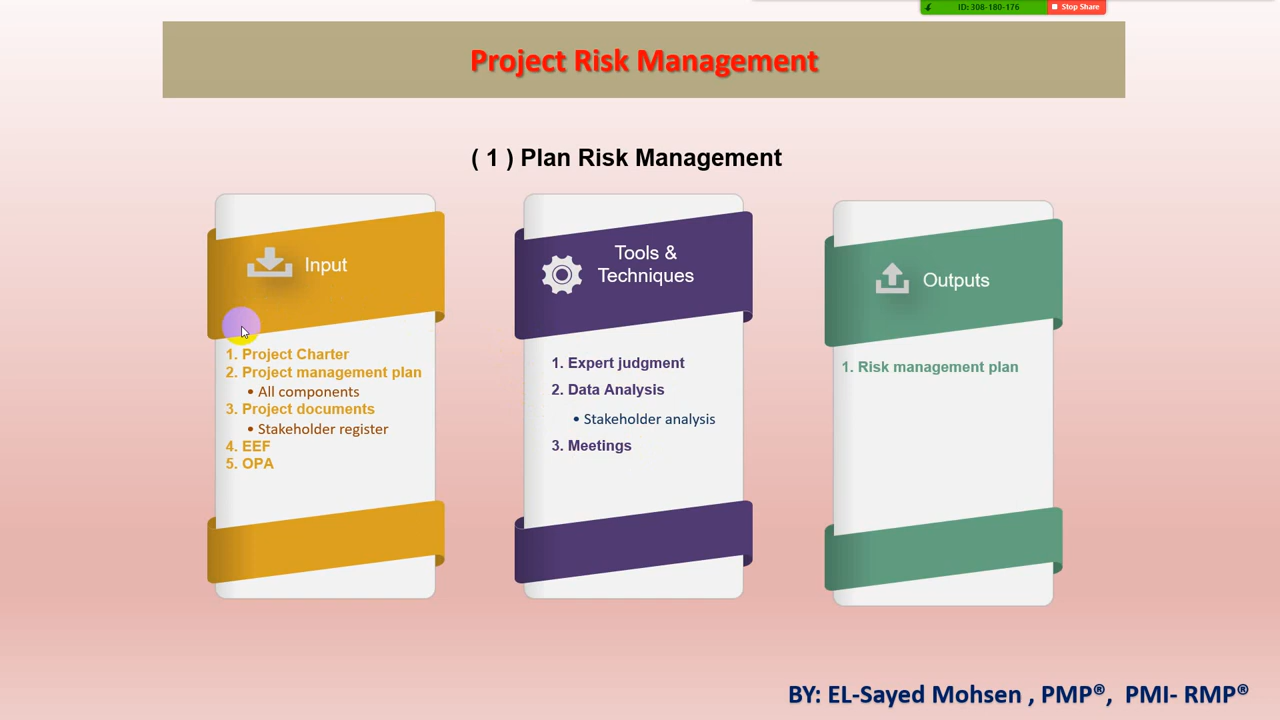 ID: 308-180-176
Stop Share
Project Risk Management
( 1 ) Plan Risk Management
Input
1. Project Charter
2. Project management plan
• All components
3. Project documents
• Stakeholder register
4. EEF
5. OPA
Tools &
Techniques
1. Expert judgment
2. Data Analysis
• Stakeholder analysis
3. Meetings
Outputs
1. Risk management plan
BY: EL-Sayed Mohsen , PMP®, PMI- RMP®